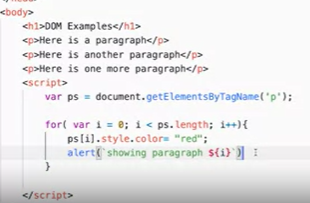 <body>
<h1>DOM Examples</h1>
<p>Here is a paragraph</p>
<p>Here is another paragraph</p>
<p>Here is one more paragraph</p>
<script>
var ps = document.getElementsByTagName('p');
for( var i = 0; i < ps.length; i++){
ps[i].style.color= "red";
alert(`showing paragraph ${i}`)
}
</script>